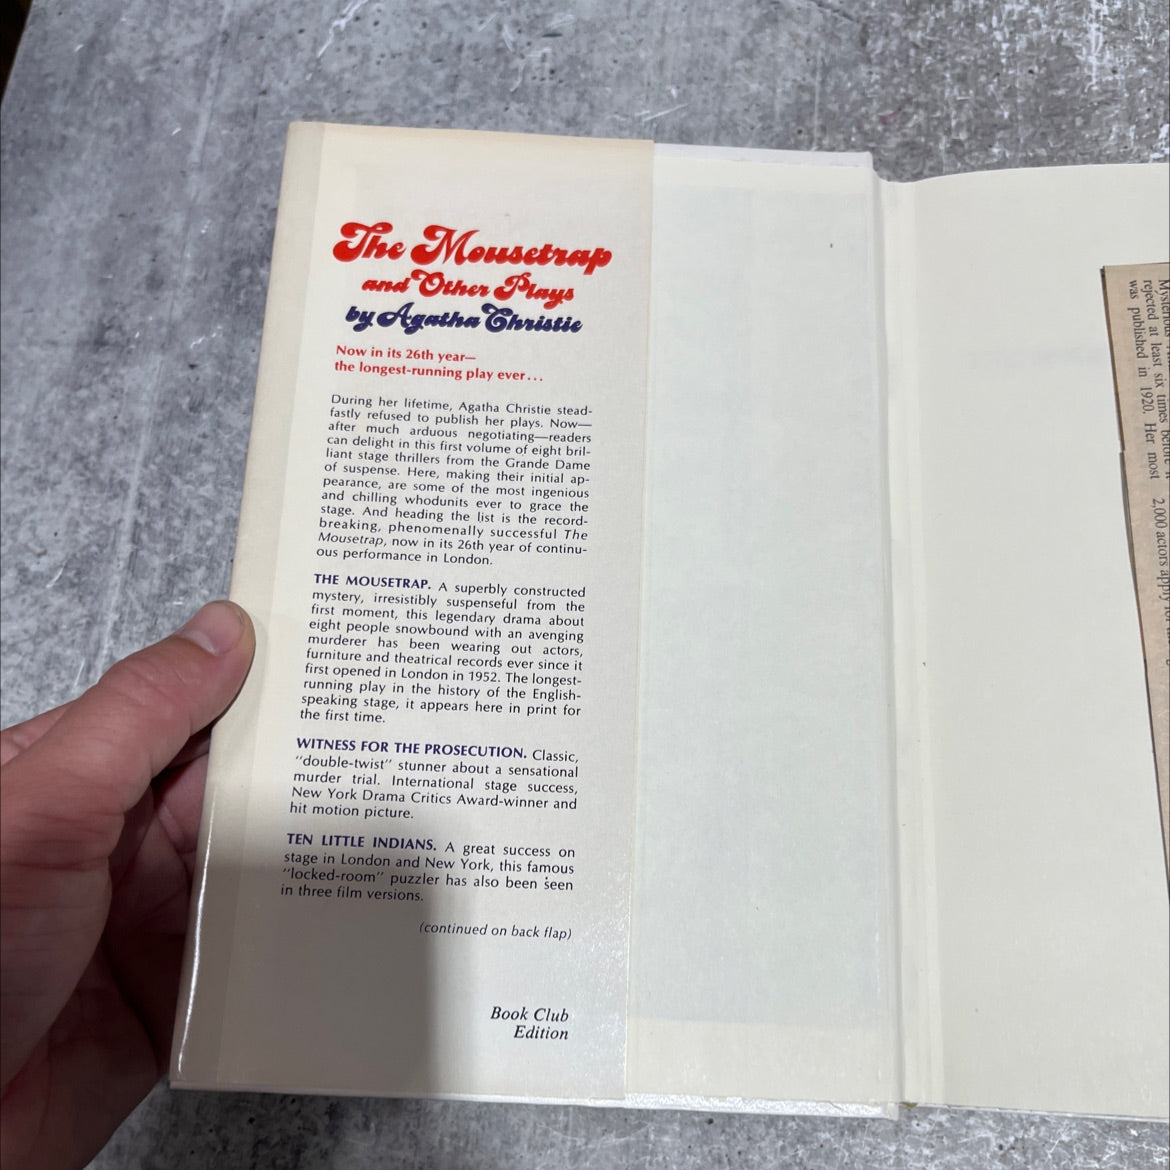 The Mousetrap
and Other Plays
by Agatha Christie
Now in its 26th year—
the longest-running play ever...
During her lifetime, Agatha Christie stead-
fastly refused to publish her plays. Now—
after much arduous negotiating—readers
can delight in this first volume of eight bril-
liant stage thrillers from the Grande Dame
of suspense. Here, making their initial ap-
pearance, are some of the most ingenious
and chilling whodunits ever to grace the
stage. And heading the list is the record-
breaking, phenomenally successful The
Mousetrap, now in its 26th year of continu-
ous performance in London.
THE MOUSETRAP. A superbly constructed
mystery, irresistibly suspenseful from the
first moment, this legendary drama about
eight people snowbound with an avenging
murderer has been wearing out actors,
furniture and theatrical records ever since it
first opened in London in 1952. The longest-
running play in the history of the English-
speaking stage, it appears here in print for
the first time.
WITNESS FOR THE PROSECUTION. Classic,
"double-twist" stunner about a sensational
murder trial. International stage success,
New York Drama Critics Award-winner and
hit motion picture.
TEN LITTLE INDIANS. A great success on
stage in London and New York, this famous
"locked-room" puzzler has also been seen
in three film versions.
(continued on back flap)
Book Club
Edition
rejected at least six times before
was published in 1920. Her most
2,000 actors apply